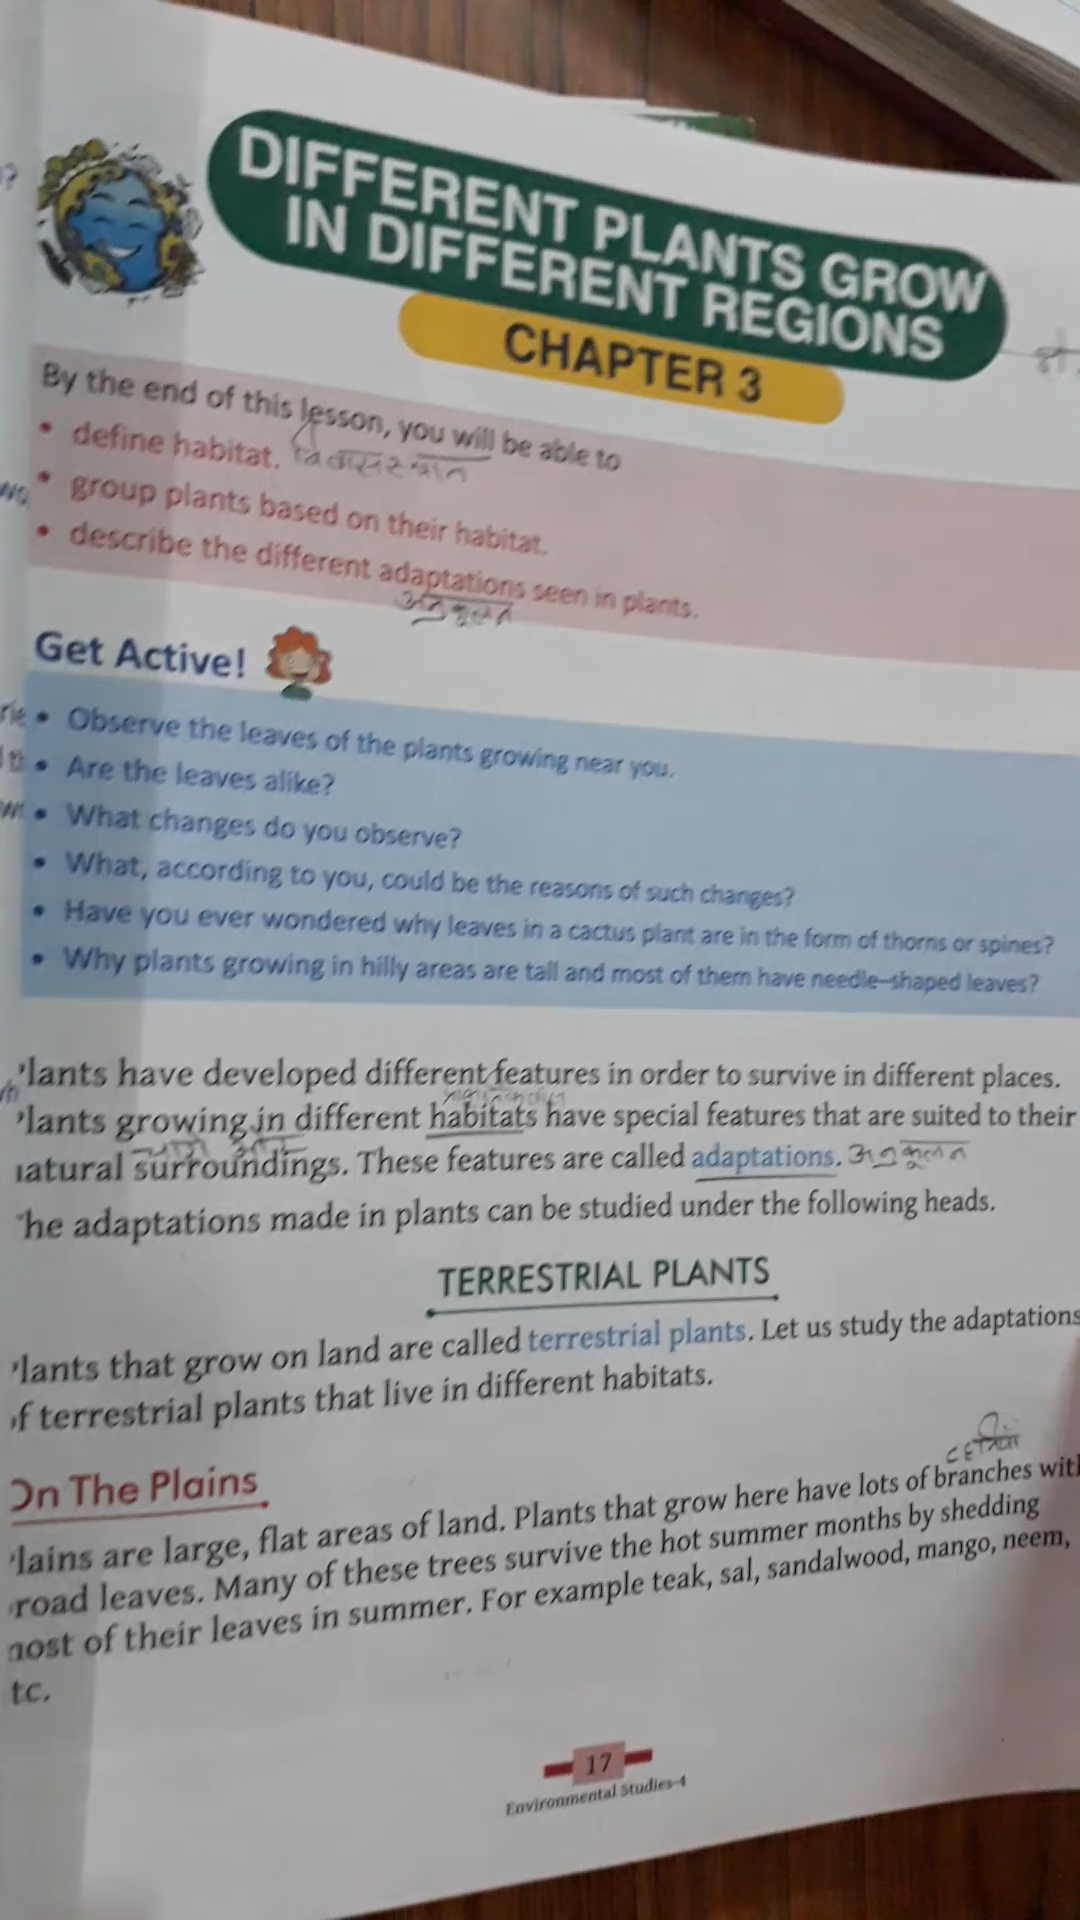 DIFFERENT PLANTS GROW
IN DIFFERENT REGIONS
CHAPTER 3
By the end of this lesson, you will be able to
• define habitat. निवासस्थान
• group plants based on their habitat.
• describe the different adaptations seen in plants.
अनुकूलन
Get Active!
• Observe the leaves of the plants growing near you.
• Are the leaves alike?
• What changes do you observe?
• What, according to you, could be the reasons of such changes?
• Have you ever wondered why leaves in a cactus plant are in the form of thorns or spines?
• Why plants growing in hilly areas are tall and most of them have needle-shaped leaves?
lants have developed different features in order to survive in different places.
lants growing in different habitats have special features that are suited to their
natural surroundings. These features are called adaptations. अनुकूलन
he adaptations made in plants can be studied under the following heads.
TERRESTRIAL PLANTS
lants that grow on land are called terrestrial plants. Let us study the adaptations
of terrestrial plants that live in different habitats.
On The Plains
lains are large, flat areas of land. Plants that grow here have lots of branches with
road leaves. Many of these trees survive the hot summer months by shedding
most of their leaves in summer. For example teak, sal, sandalwood, mango, neem,
tc.
17
Environmental Studies-4